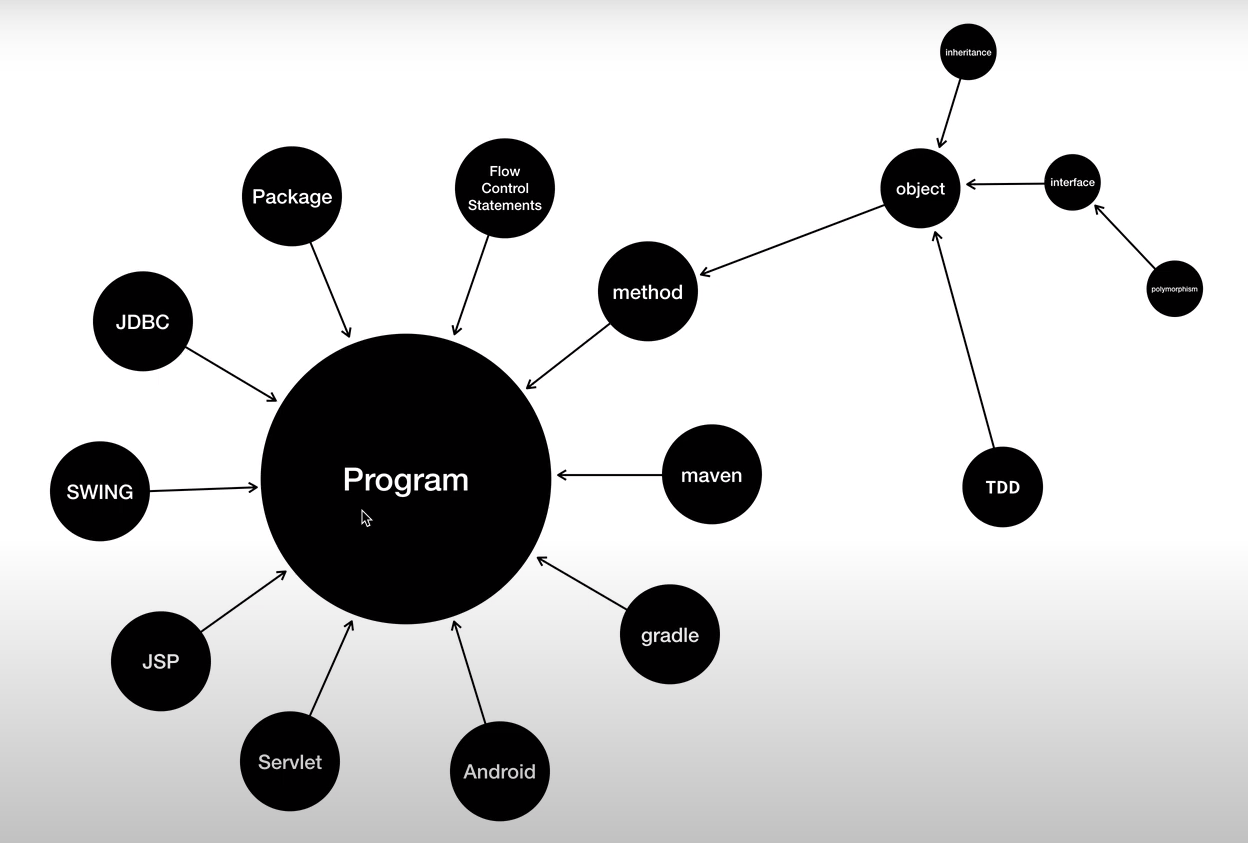 inheritance
Flow
Control
Statements
Package
object
interface
method
polymorphism
JDBC
Program
maven
SWING
TDD
gradle
JSP
Servlet
Android